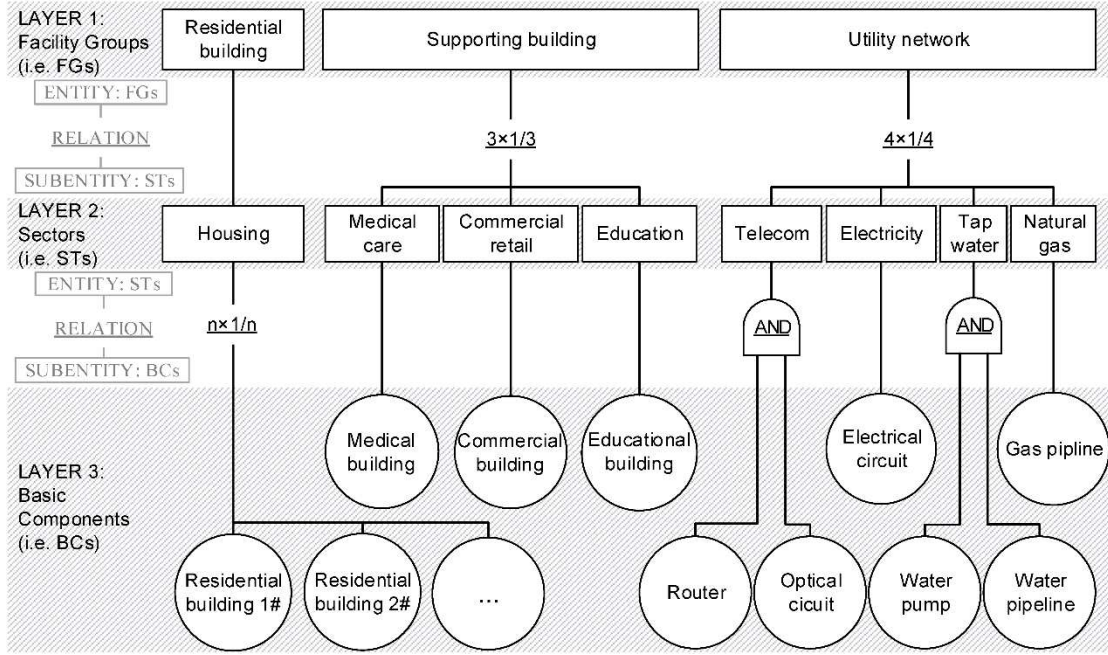 LAYER 1:
Facility Groups
(i.e. FGs)
Residential
building
Supporting building
Utility network
ENTITY: FGs
RELATION
SUBENTITY: STs
3×1/3
4×1/4
LAYER 2:
Sectors
(i.e. STs)
Housing
Medical
care
Commercial
retail
Education
Telecom
Electricity
Tap
water
Natural
gas
ENTITY: STs
RELATION
SUBENTITY: BCs
n×1/n
AND
AND
LAYER 3:
Basic
Components
(i.e. BCs)
Medical
building
Commercial
building
Educational
building
Electrical
circuit
Gas pipline
Residential
building 1#
Residential
building 2#
...
Router
Optical
cicuit
Water
pump
Water
pipeline